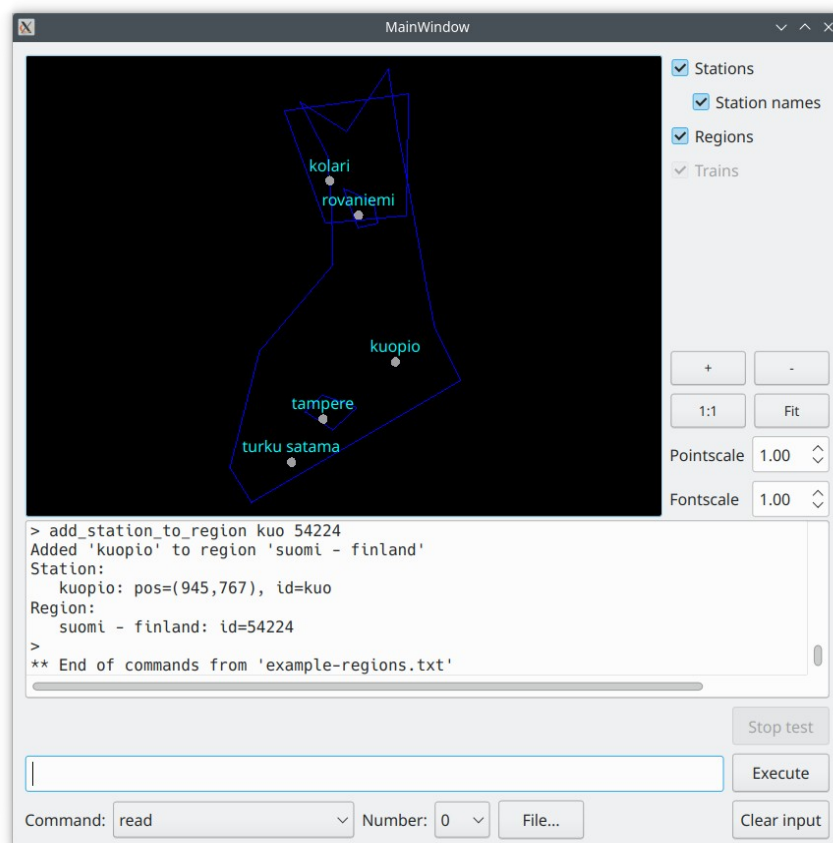 MainWindow
kolari
rovaniemi
kuopio
tampere
turku satama
Stations
Station names
Regions
Trains
+ -
1:1 Fit
Pointscale 1.00
Fontscale 1.00
> add_station_to_region kuo 54224
Added 'kuopio' to region 'suomi - finland'
Station:
   kuopio: pos=(945,767), id=kuo
Region:
   suomi - finland: id=54224
>
** End of commands from 'example-regions.txt'
Stop test
Execute
Command: read Number: 0 File... Clear input